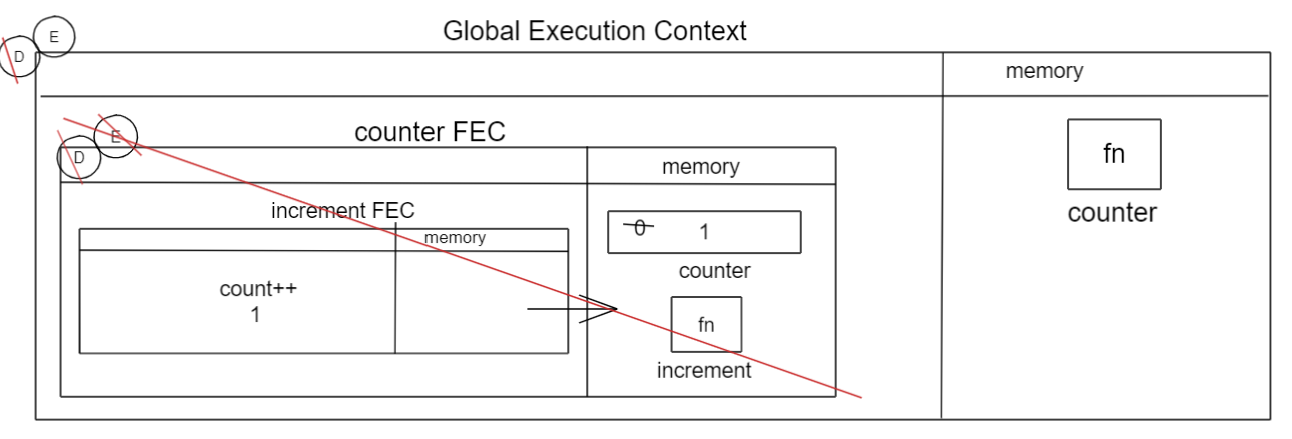 Global Execution Context
E
D
memory
fn
counter
E
D
counter FEC
memory
increment FEC
memory
count++
1
0 1
counter
fn
increment